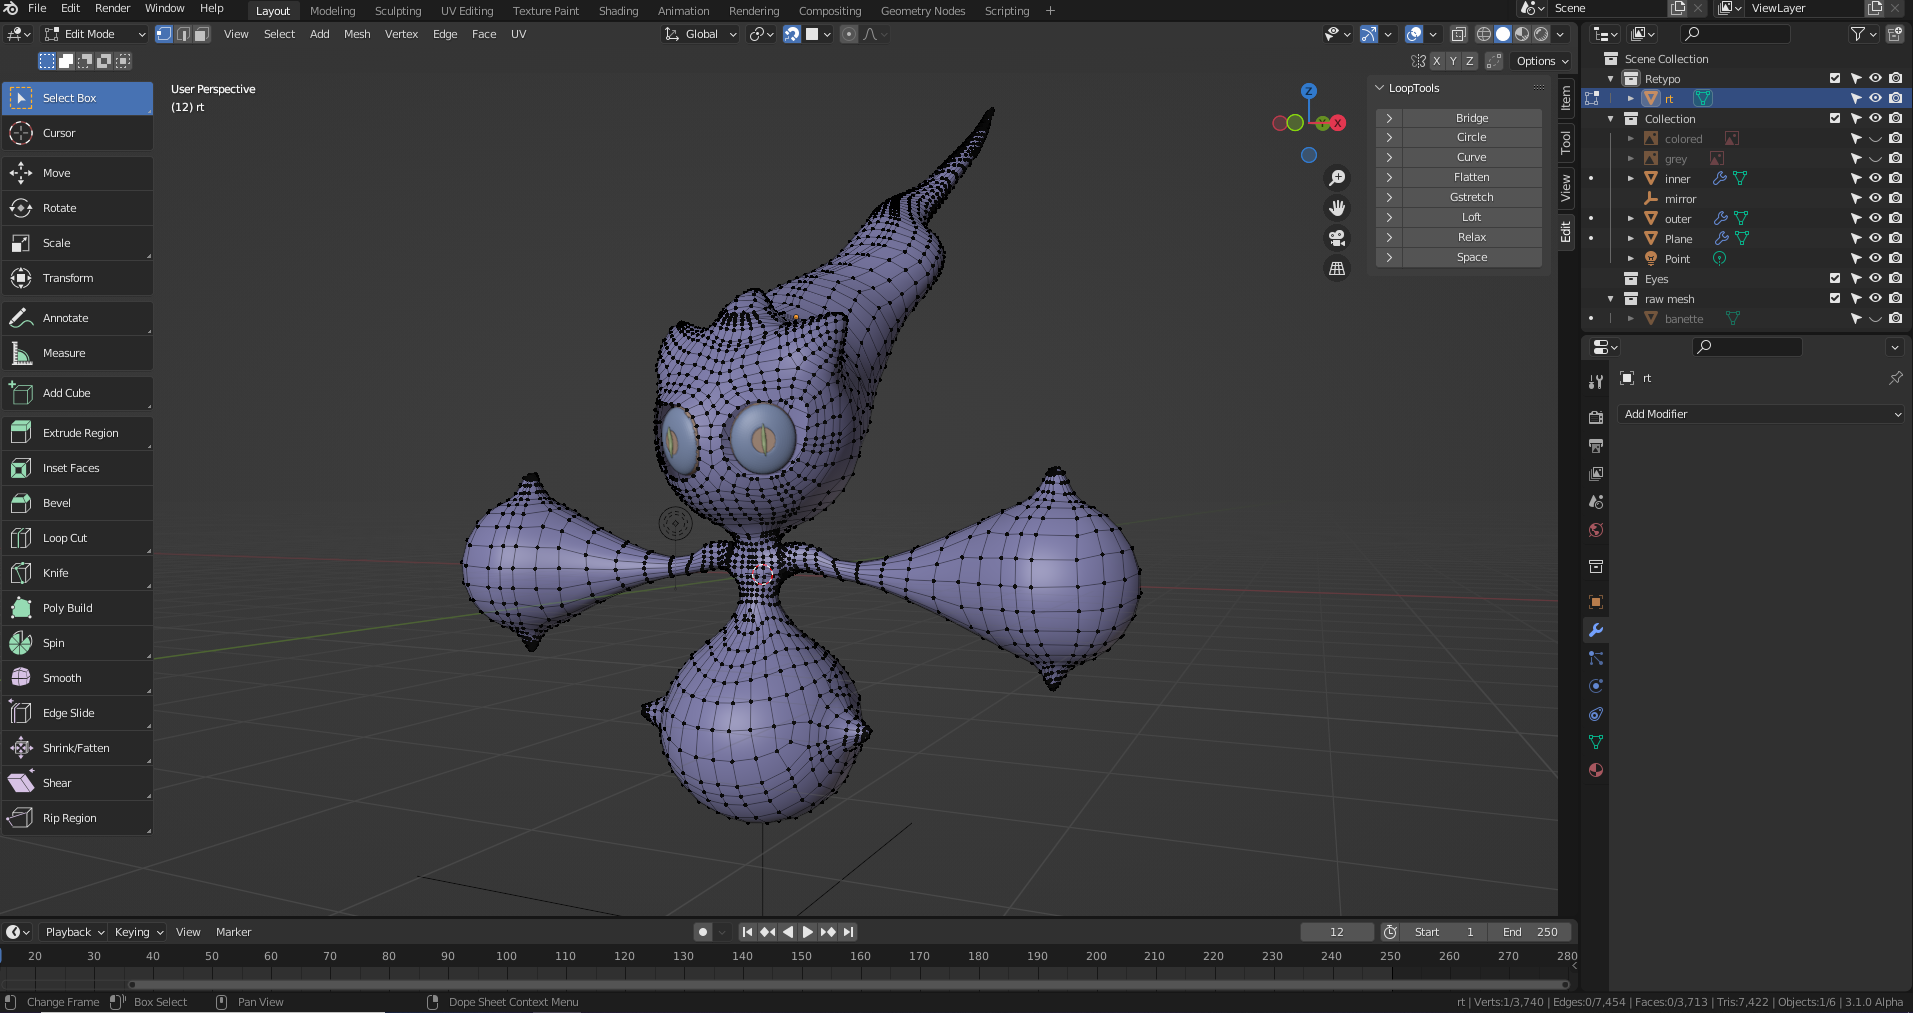 File Edit Render Window Help Layout Modeling Sculpting UV Editing Texture Paint Shading Animation Rendering Compositing Geometry Nodes Scripting + Scene ViewLayer
Edit Mode View Select Add Mesh Vertex Edge Face UV Global
X Y Z Options
User Perspective
(12) rt
Select Box
Cursor
Move
Rotate
Scale
Transform
Annotate
Measure
Add Cube
Extrude Region
Inset Faces
Bevel
Loop Cut
Knife
Poly Build
Spin
Smooth
Edge Slide
Shrink/Fatten
Shear
Rip Region
Z
Y
X
LoopTools
Bridge
Circle
Curve
Flatten
Gstretch
Loft
Relax
Space
Item
Tool
View
Edit
Scene Collection
Retypo
rt
Collection
colored
grey
inner
mirror
outer
Plane
Point
Eyes
raw mesh
banette
rt
Add Modifier
Playback Keying View Marker 12 Start 1 End 250
20 30 40 50 60 70 80 90 100 110 120 130 140 150 160 170 180 190 200 210 220 230 240 250 260 270 280
Change Frame Box Select Pan View Dope Sheet Context Menu rt | Verts:1/3,740 | Edges:0/7,454 | Faces:0/3,713 | Tris:7,422 | Objects:1/6 | 3.1.0 Alpha